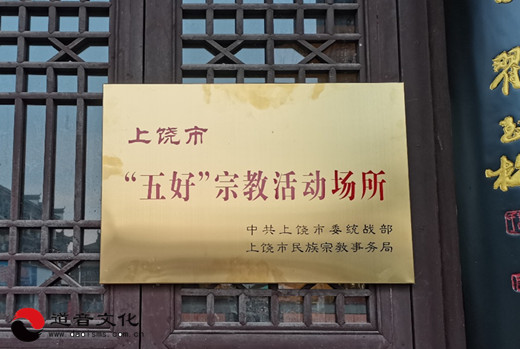 上饶市
“五好”宗教活动场所
中共上饶市委统战部
上饶市民族宗教事务局
道音文化